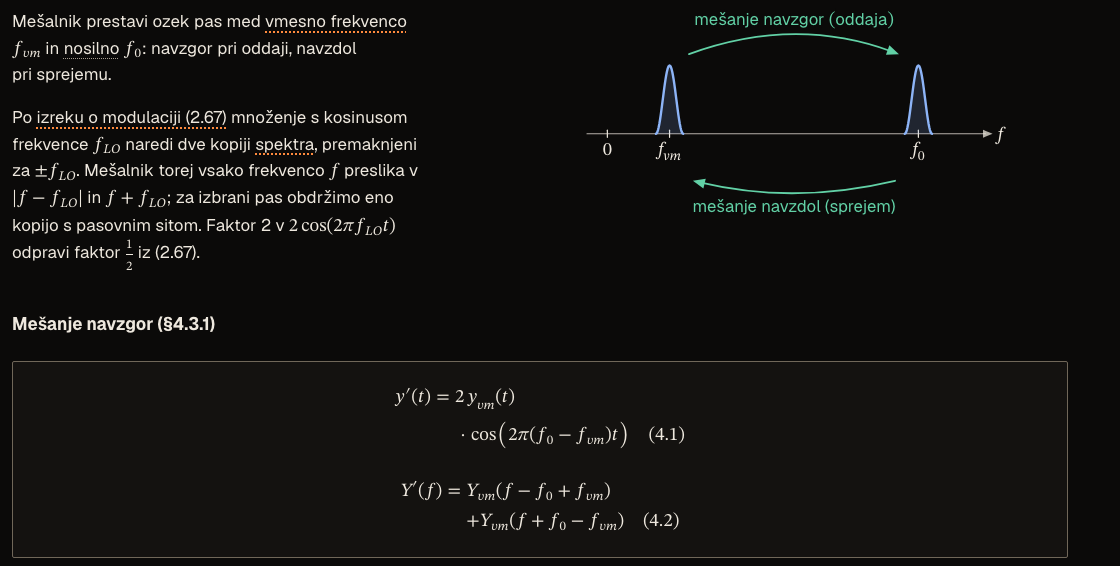 Mešalnik prestavi ozek pas med vmesno frekvenco
f_vm in nosilno f_0: navzgor pri oddaji, navzdol
pri sprejemu.
Po izreku o modulaciji (2.67) množenje s kosinusom
frekvence f_LO naredi dve kopiji spektra, premaknjeni
za ±f_LO. Mešalnik torej vsako frekvenco f preslika v
|f − f_LO| in f + f_LO; za izbrani pas obdržimo eno
kopijo s pasovnim sitom. Faktor 2 v 2 cos(2πf_LO t)
odpravi faktor 1/2 iz (2.67).
mešanje navzgor (oddaja)
0
f_vm
f_0
f
mešanje navzdol (sprejem)
Mešanje navzgor (§4.3.1)
y′(t) = 2 y_vm(t)
· cos(2π(f_0 − f_vm)t) (4.1)
Y′(f) = Y_vm(f − f_0 + f_vm)
+Y_vm(f + f_0 − f_vm) (4.2)